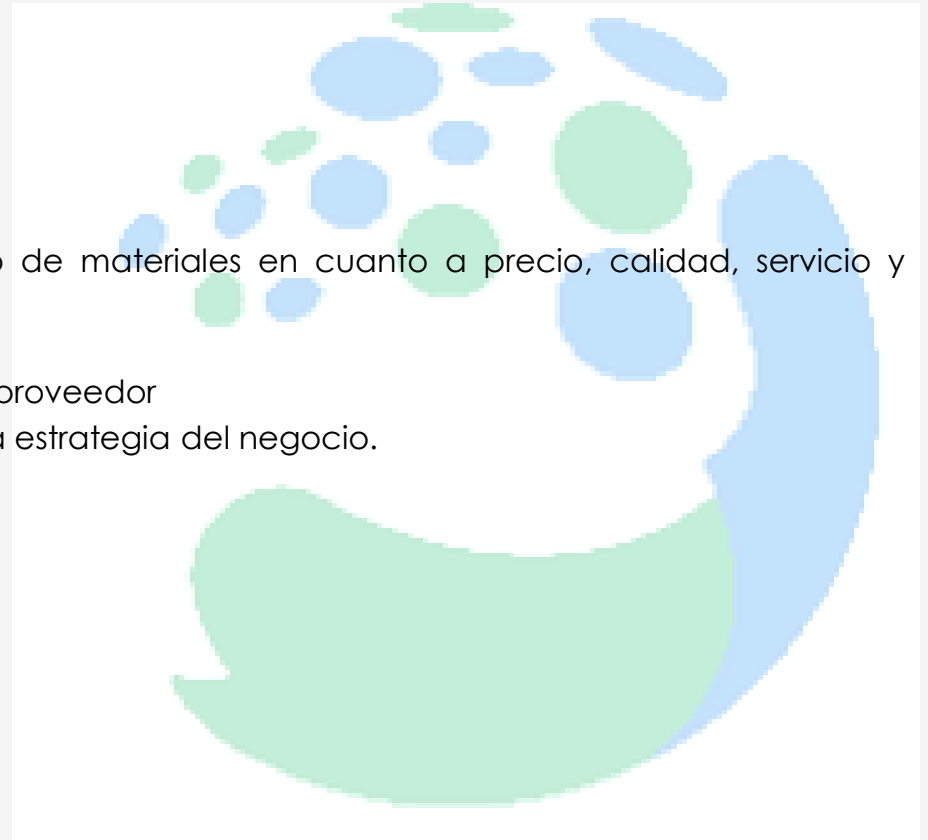 de materiales en cuanto a precio, calidad, servicio y
proveedor
estrategia del negocio.